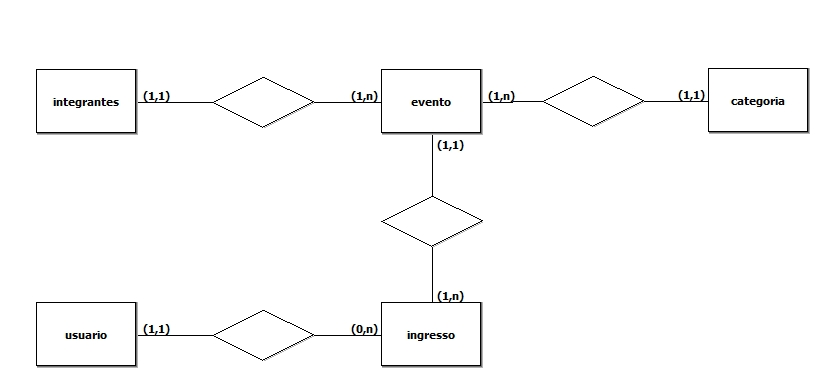 integrantes (1,1) (1,n) evento (1,n) (1,1) categoria
(1,1)
(1,n)
usuario (1,1) (0,n) ingresso